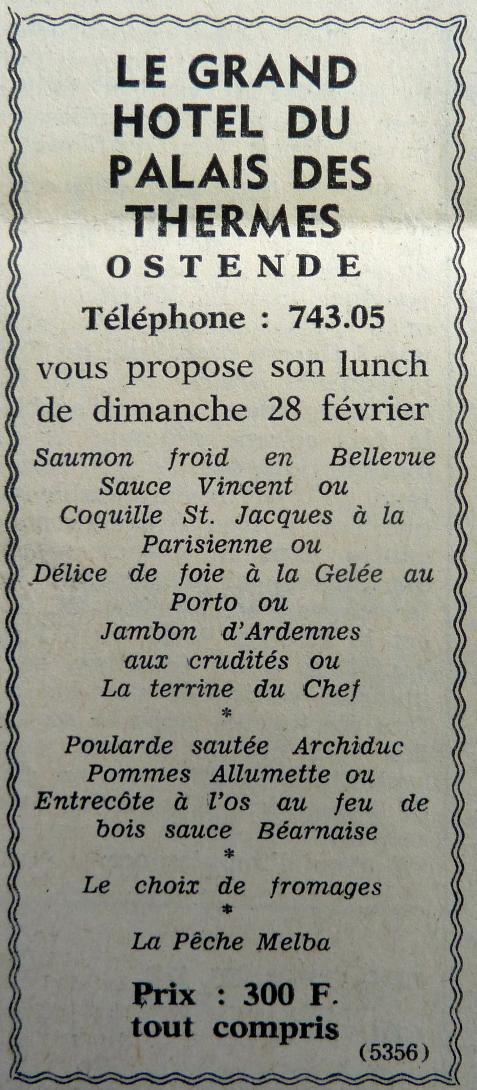 LE GRAND
HOTEL DU
PALAIS DES
THERMES
OSTENDE
Téléphone : 743.05
vous propose son lunch
de dimanche 28 février
Saumon froid en Bellevue
Sauce Vincent ou
Coquille St. Jacques à la
Parisienne ou
Délice de foie à la Gelée au
Porto ou
Jambon d'Ardennes
aux crudités ou
La terrine du Chef
*
Poularde sautée Archiduc
Pommes Allumette ou
Entrecôte à l'os au feu de
bois sauce Béarnaise
*
Le choix de fromages
*
La Pêche Melba
Prix : 300 F.
tout compris
(5356)